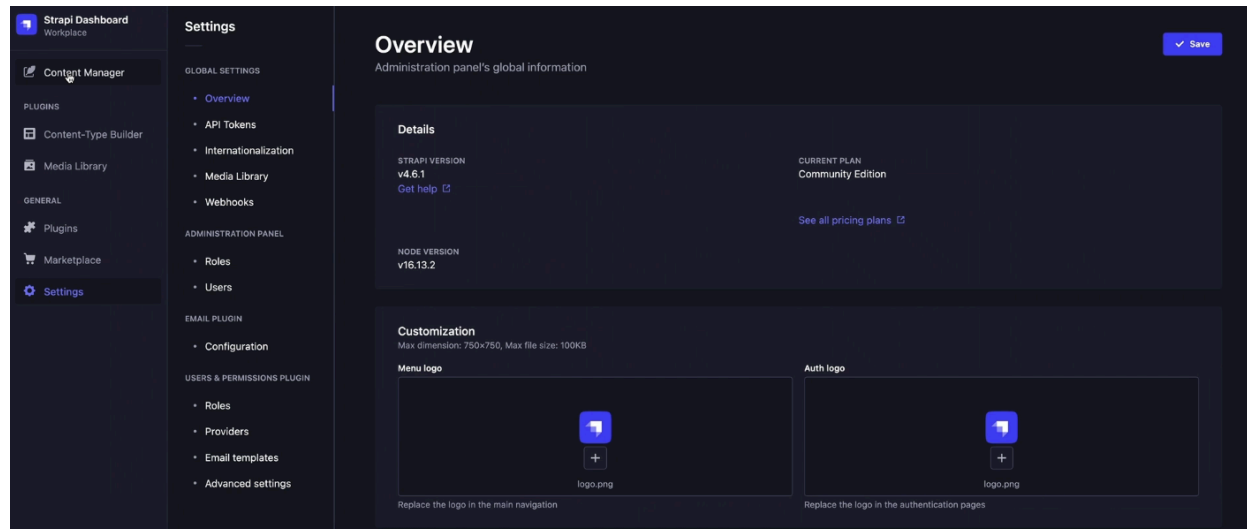 Strapi Dashboard
Workplace
Content Manager
PLUGINS
Content-Type Builder
Media Library
GENERAL
Plugins
Marketplace
Settings
Settings
GLOBAL SETTINGS
Overview
API Tokens
Internationalization
Media Library
Webhooks
ADMINISTRATION PANEL
Roles
Users
EMAIL PLUGIN
Configuration
USERS & PERMISSIONS PLUGIN
Roles
Providers
Email templates
Advanced settings
Overview
Administration panel's global information
Save
Details
STRAPI VERSION
v4.6.1
Get help
CURRENT PLAN
Community Edition
See all pricing plans
NODE VERSION
v16.13.2
Customization
Max dimension: 750×750, Max file size: 100KB
Menu logo
logo.png
Replace the logo in the main navigation
Auth logo
logo.png
Replace the logo in the authentication pages